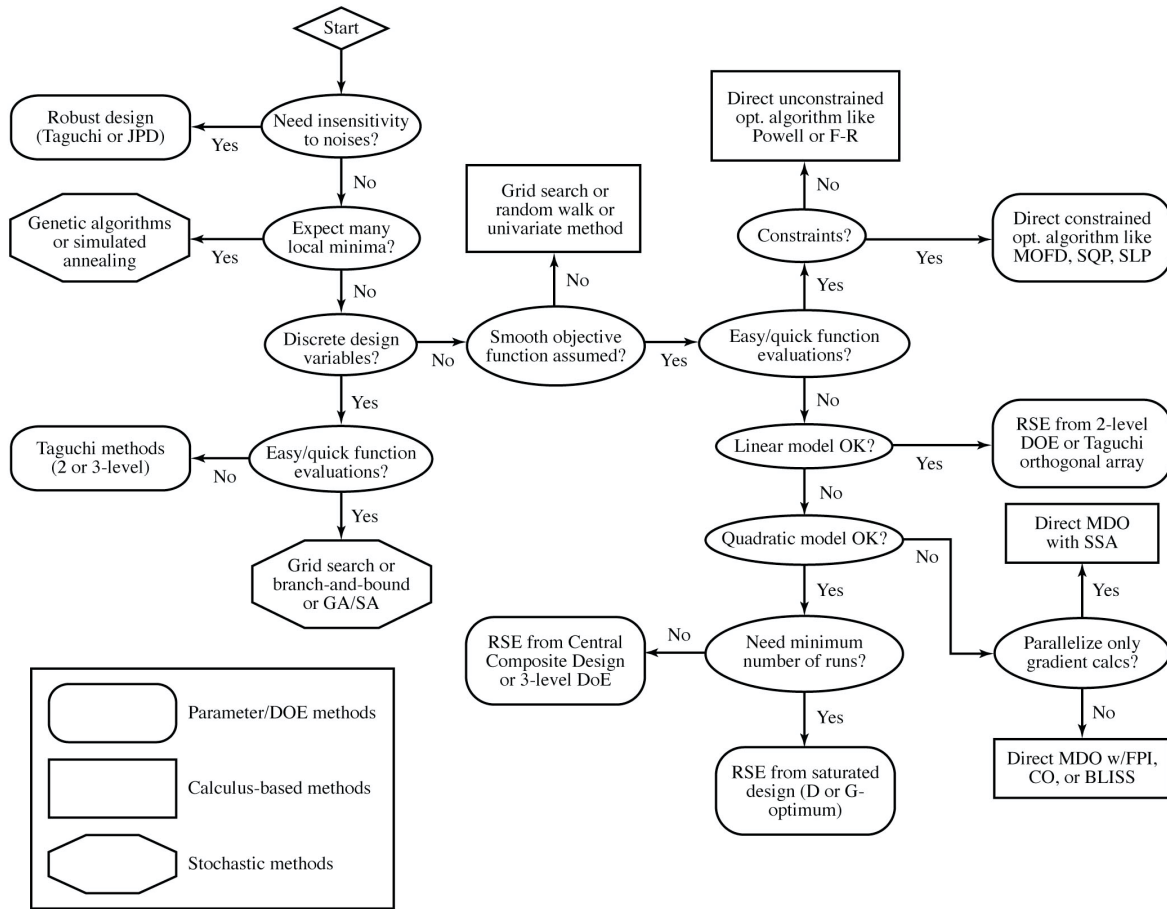 Start
Need insensitivity
to noises?
Yes
Robust design
(Taguchi or JPD)
No
Expect many
local minima?
Yes
Genetic algorithms
or simulated
annealing
No
Discrete design
variables?
No
Smooth objective
function assumed?
No
Grid search or
random walk or
univariate method
Yes
Easy/quick function
evaluations?
Yes
Constraints?
No
Direct unconstrained
opt. algorithm like
Powell or F-R
Yes
Direct constrained
opt. algorithm like
MOFD, SQP, SLP
No
Linear model OK?
Yes
RSE from 2-level
DOE or Taguchi
orthogonal array
No
Quadratic model OK?
No
Parallelize only
gradient calcs?
Yes
Direct MDO
with SSA
No
Direct MDO w/FPI,
CO, or BLISS
Yes
Need minimum
number of runs?
No
RSE from Central
Composite Design
or 3-level DoE
Yes
RSE from saturated
design (D or G-
optimum)
Yes
Easy/quick function
evaluations?
No
Taguchi methods
(2 or 3-level)
Yes
Grid search or
branch-and-bound
or GA/SA
Parameter/DOE methods
Calculus-based methods
Stochastic methods